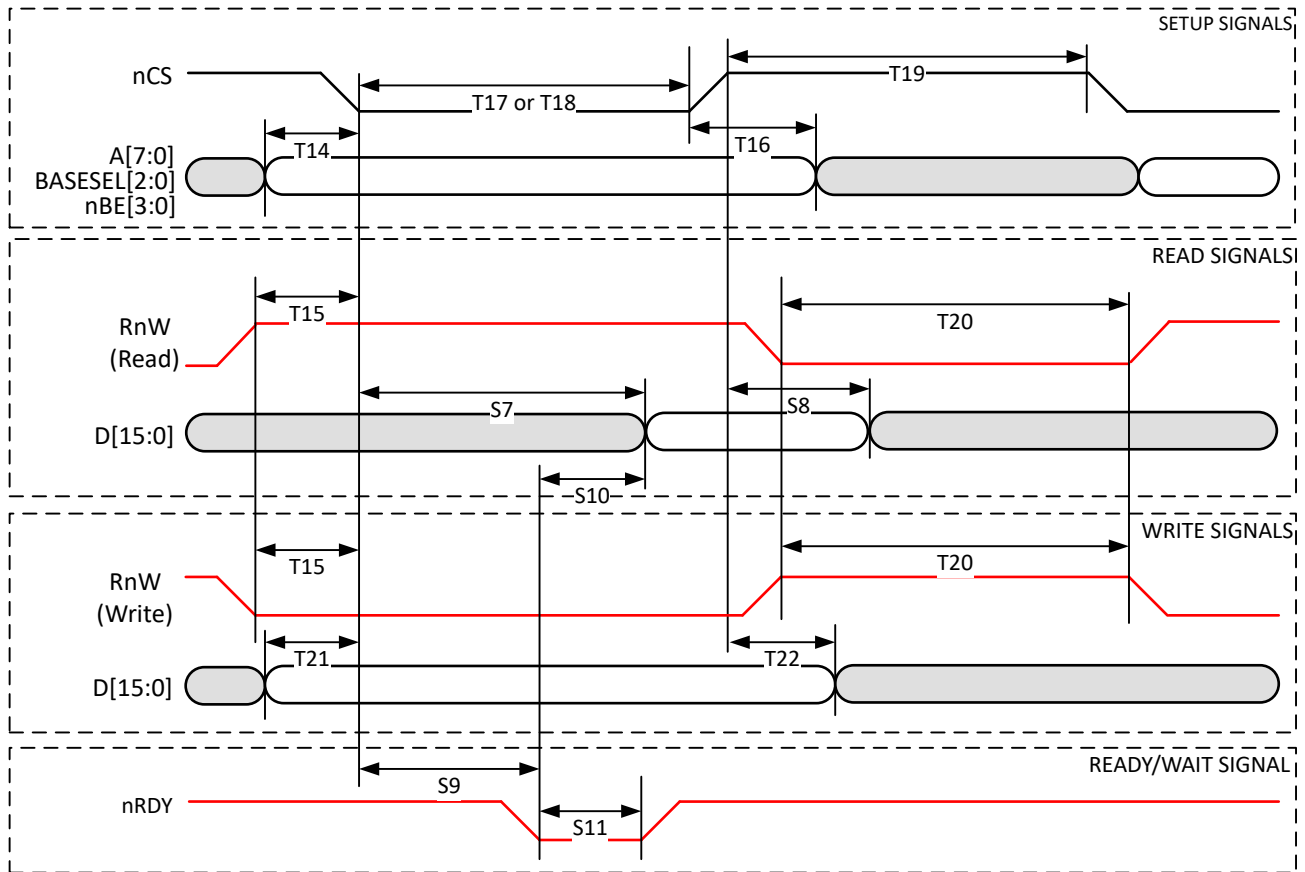 SETUP SIGNALS
nCS
T19
T17 or T18
T14
T16
A[7:0]
BASESEL[2:0]
nBE[3:0]
READ SIGNALS
T15
T20
RnW
(Read)
S7
S8
D[15:0]
S10
WRITE SIGNALS
T15
T20
RnW
(Write)
T21
T22
D[15:0]
READY/WAIT SIGNAL
S9
nRDY
S11